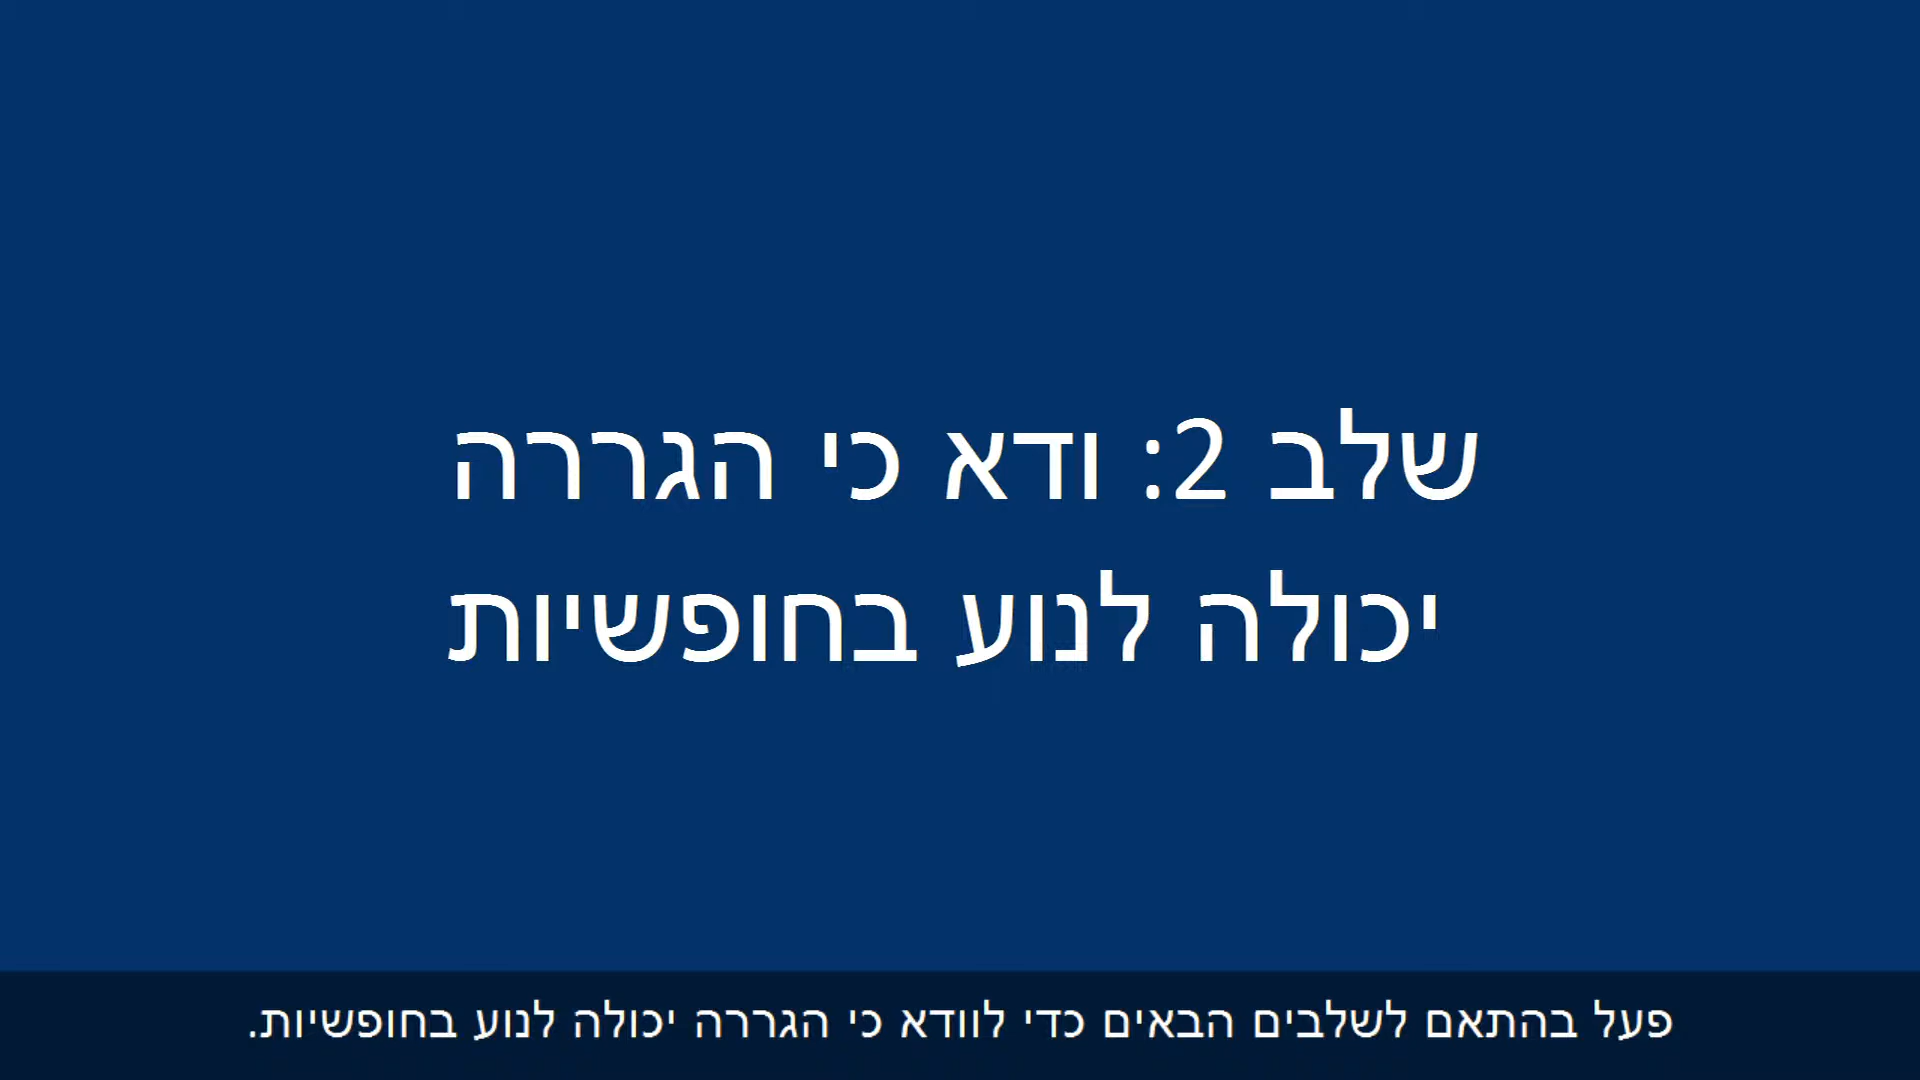 שלב 2: ודא כי הגררה
יכולה לנוע בחופשיות
פעל בהתאם לשלבים הבאים כדי לוודא כי הגררה יכולה לנוע בחופשיות.